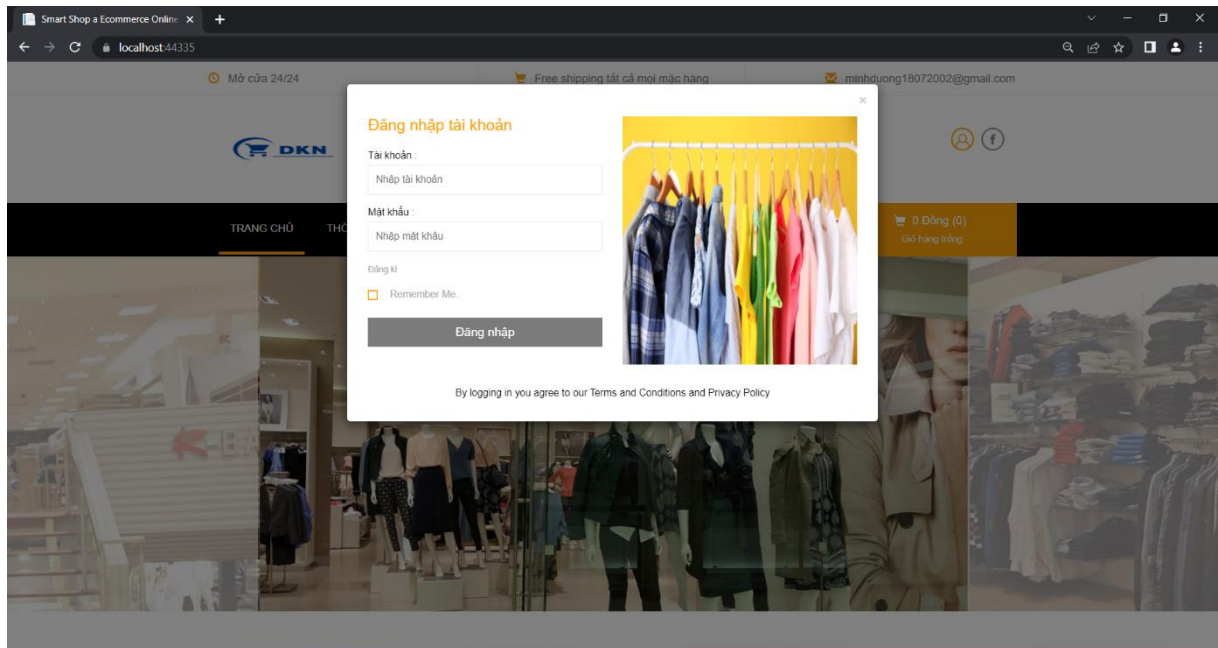 Smart Shop a Ecommerce Online
localhost:44335
Mở cửa 24/24
Free shipping tất cả mọi mặc hàng
minhduong18072002@gmail.com
DKN
x
Đăng nhập tài khoản
Tài khoản :
Nhập tài khoản
Mật khẩu :
Nhập mật khẩu
Đăng kí
Remember Me.
Đăng nhập
By logging in you agree to our Terms and Conditions and Privacy Policy
TRANG CHỦ
0 Đồng (0)
Giỏ hàng trống